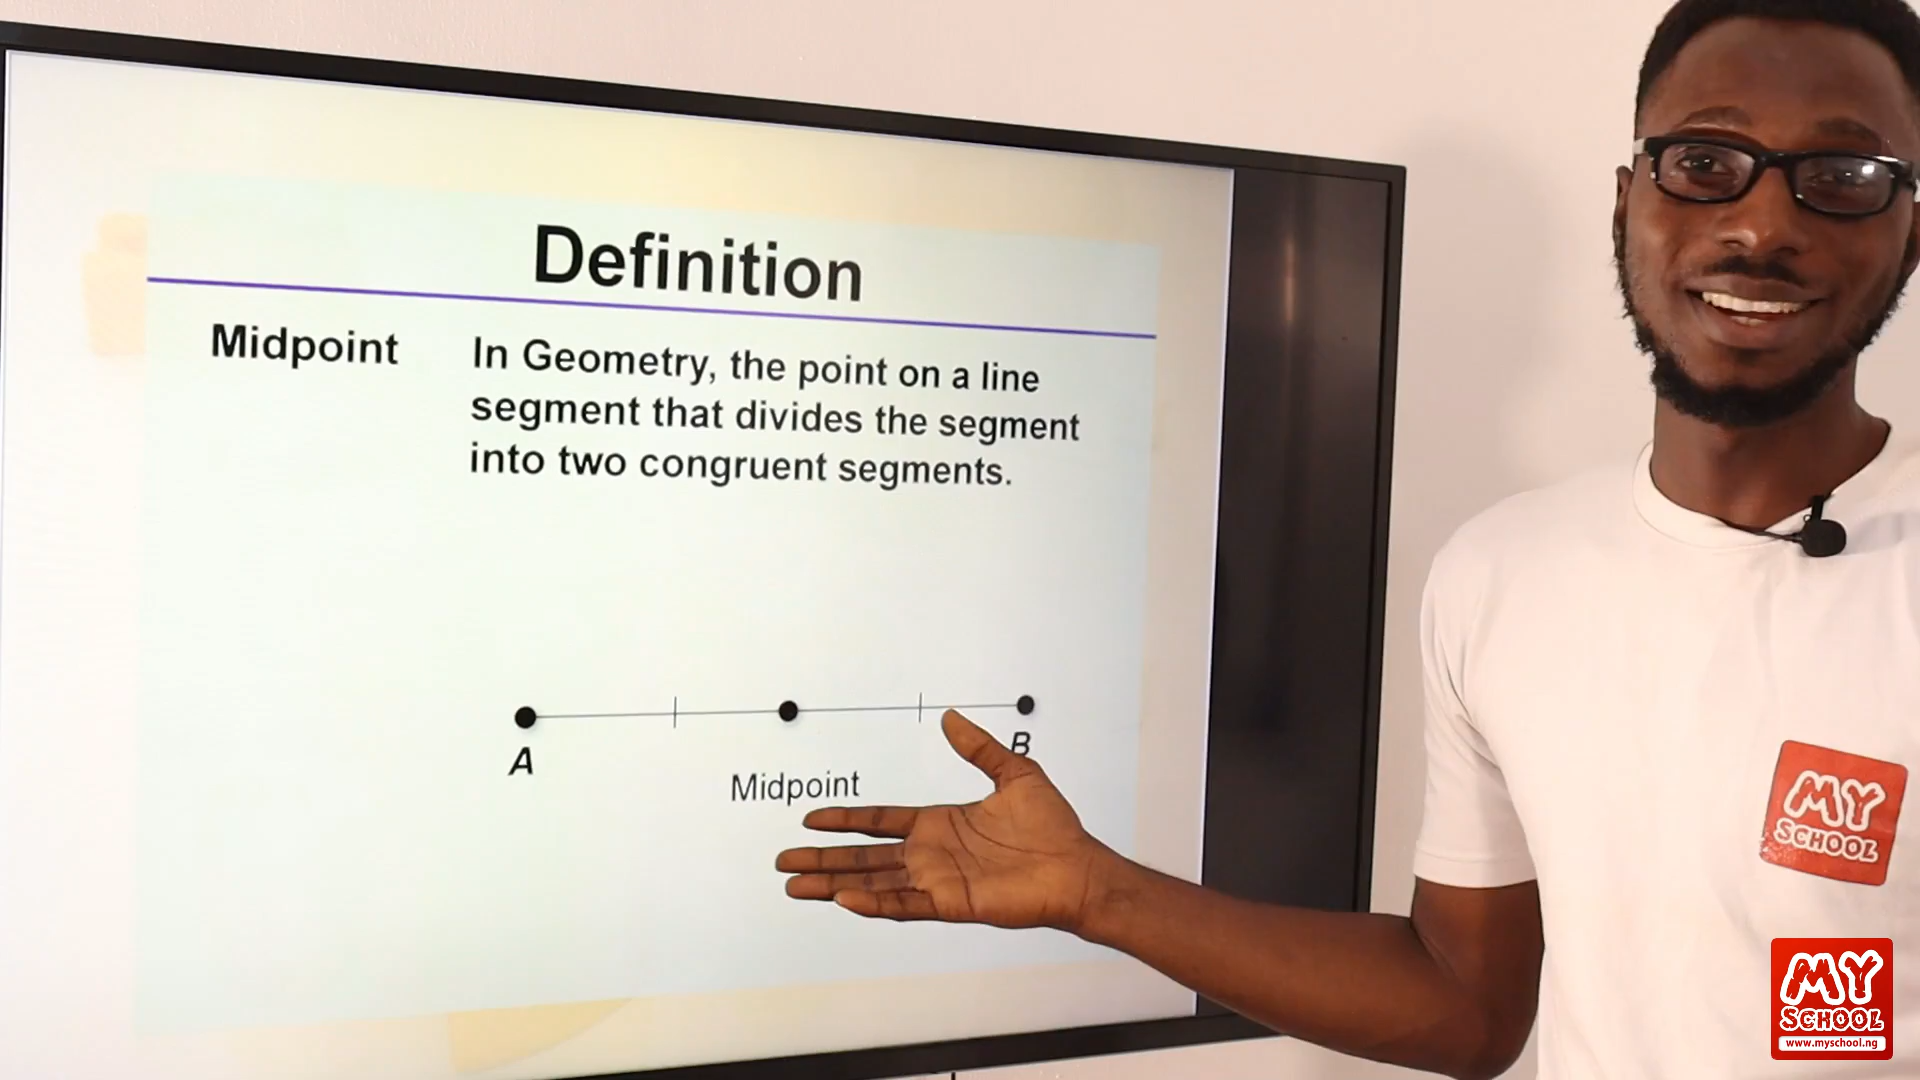 Definition
Midpoint
In Geometry, the point on a line
segment that divides the segment
into two congruent segments.
A
B
Midpoint
MY
SCHOOL
MY
SCHOOL
www.myschool.ng